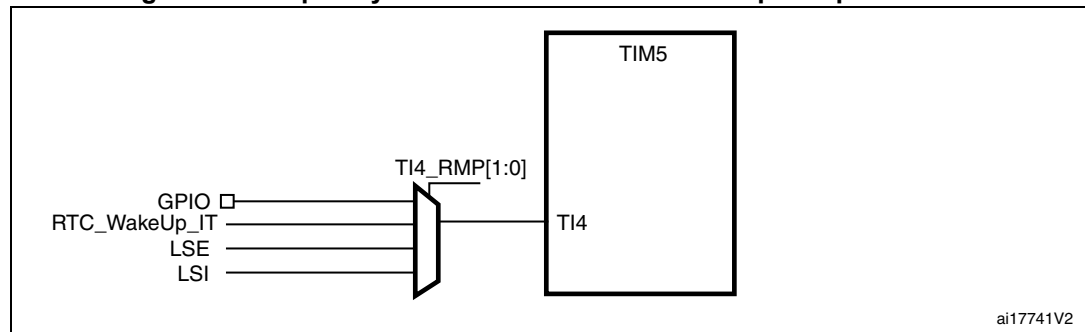 TIM5
TI4_RMP[1:0]
GPIO
RTC_WakeUp_IT
TI4
LSE
LSI
ai17741V2